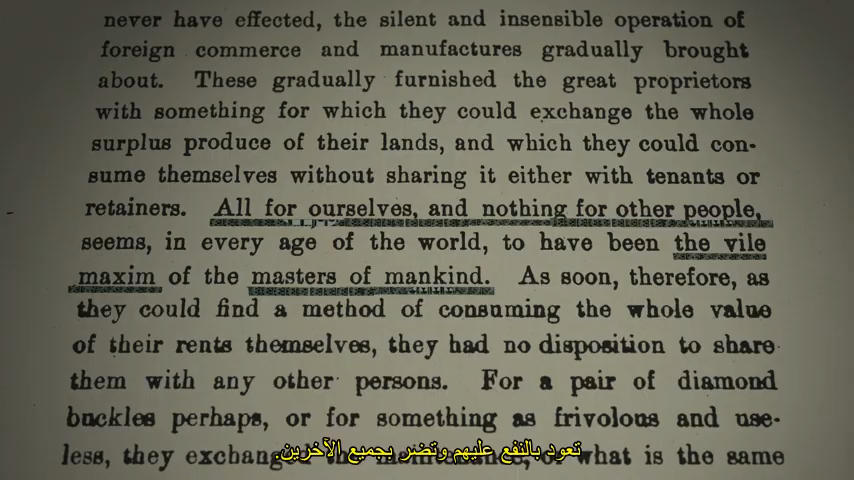 never have effected, the silent and insensible operation of
foreign commerce and manufactures gradually brought
about. These gradually furnished the great proprietors
with something for which they could exchange the whole
surplus produce of their lands, and which they could con-
sume themselves without sharing it either with tenants or
retainers. All for ourselves, and nothing for other people,
seems, in every age of the world, to have been the vile
maxim of the masters of mankind. As soon, therefore, as
they could find a method of consuming the whole value
of their rents themselves, they had no disposition to share
them with any other persons. For a pair of diamond
buckles perhaps, or for something as frivolous and use-
less, they exchanged the maintenance, or what is the same
تعود بالنفع عليهم وتضر بجميع الآخرين.